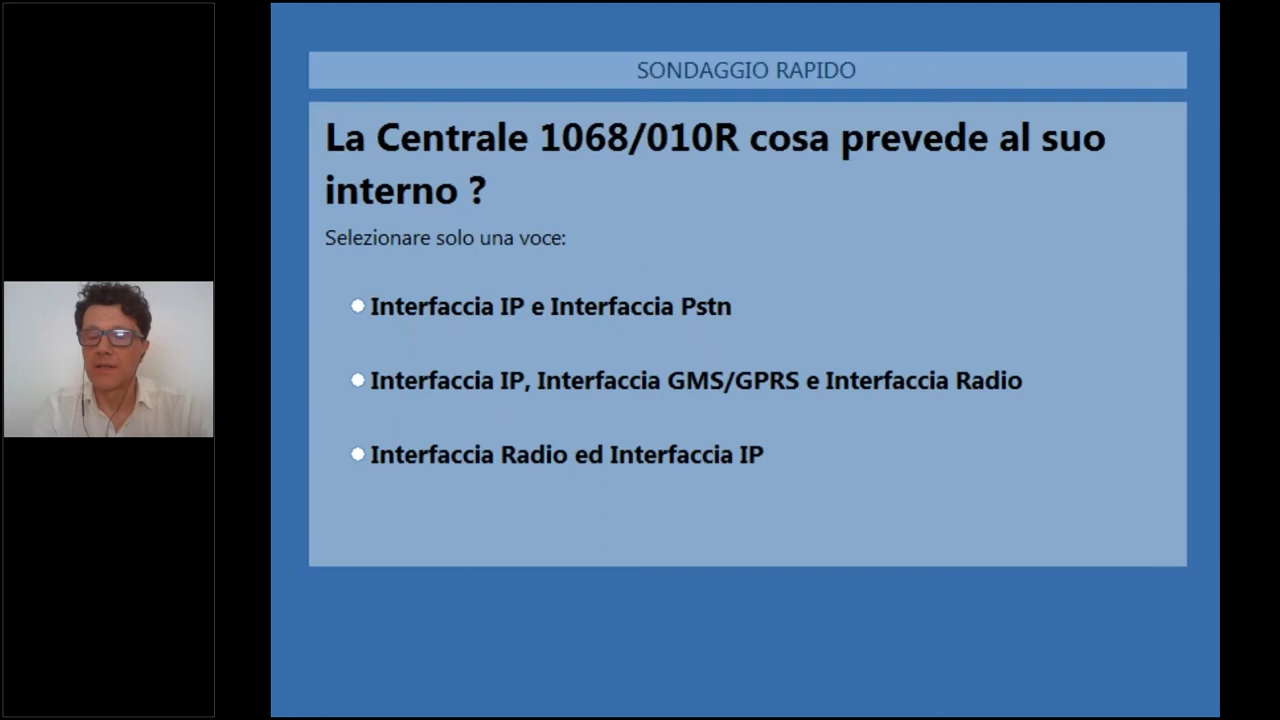 SONDAGGIO RAPIDO
La Centrale 1068/010R cosa prevede al suo
interno ?
Selezionare solo una voce:
Interfaccia IP e Interfaccia Pstn
Interfaccia IP, Interfaccia GMS/GPRS e Interfaccia Radio
Interfaccia Radio ed Interfaccia IP